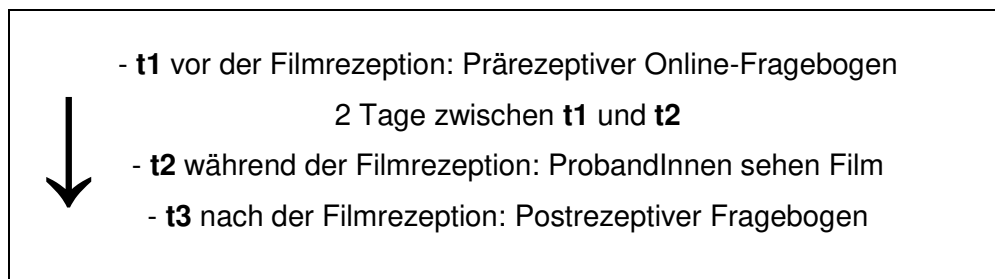 - t1 vor der Filmrezeption: Prärezeptiver Online-Fragebogen
2 Tage zwischen t1 und t2
- t2 während der Filmrezeption: ProbandInnen sehen Film
- t3 nach der Filmrezeption: Postrezeptiver Fragebogen